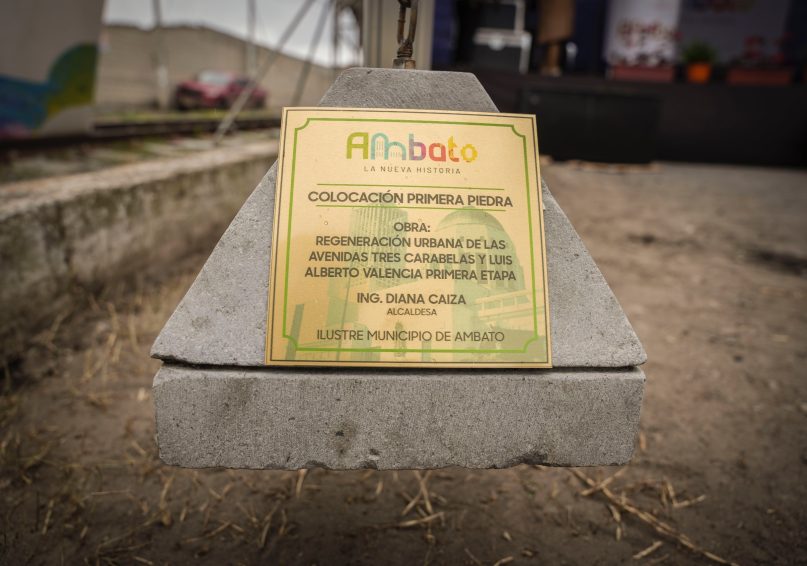 Ambato
LA NUEVA HISTORIA
COLOCACIÓN PRIMERA PIEDRA
OBRA:
REGENERACIÓN URBANA DE LAS
AVENIDAS TRES CARABELAS Y LUIS
ALBERTO VALENCIA PRIMERA ETAPA
ING. DIANA CAIZA
ALCALDESA
ILUSTRE MUNICIPIO DE AMBATO